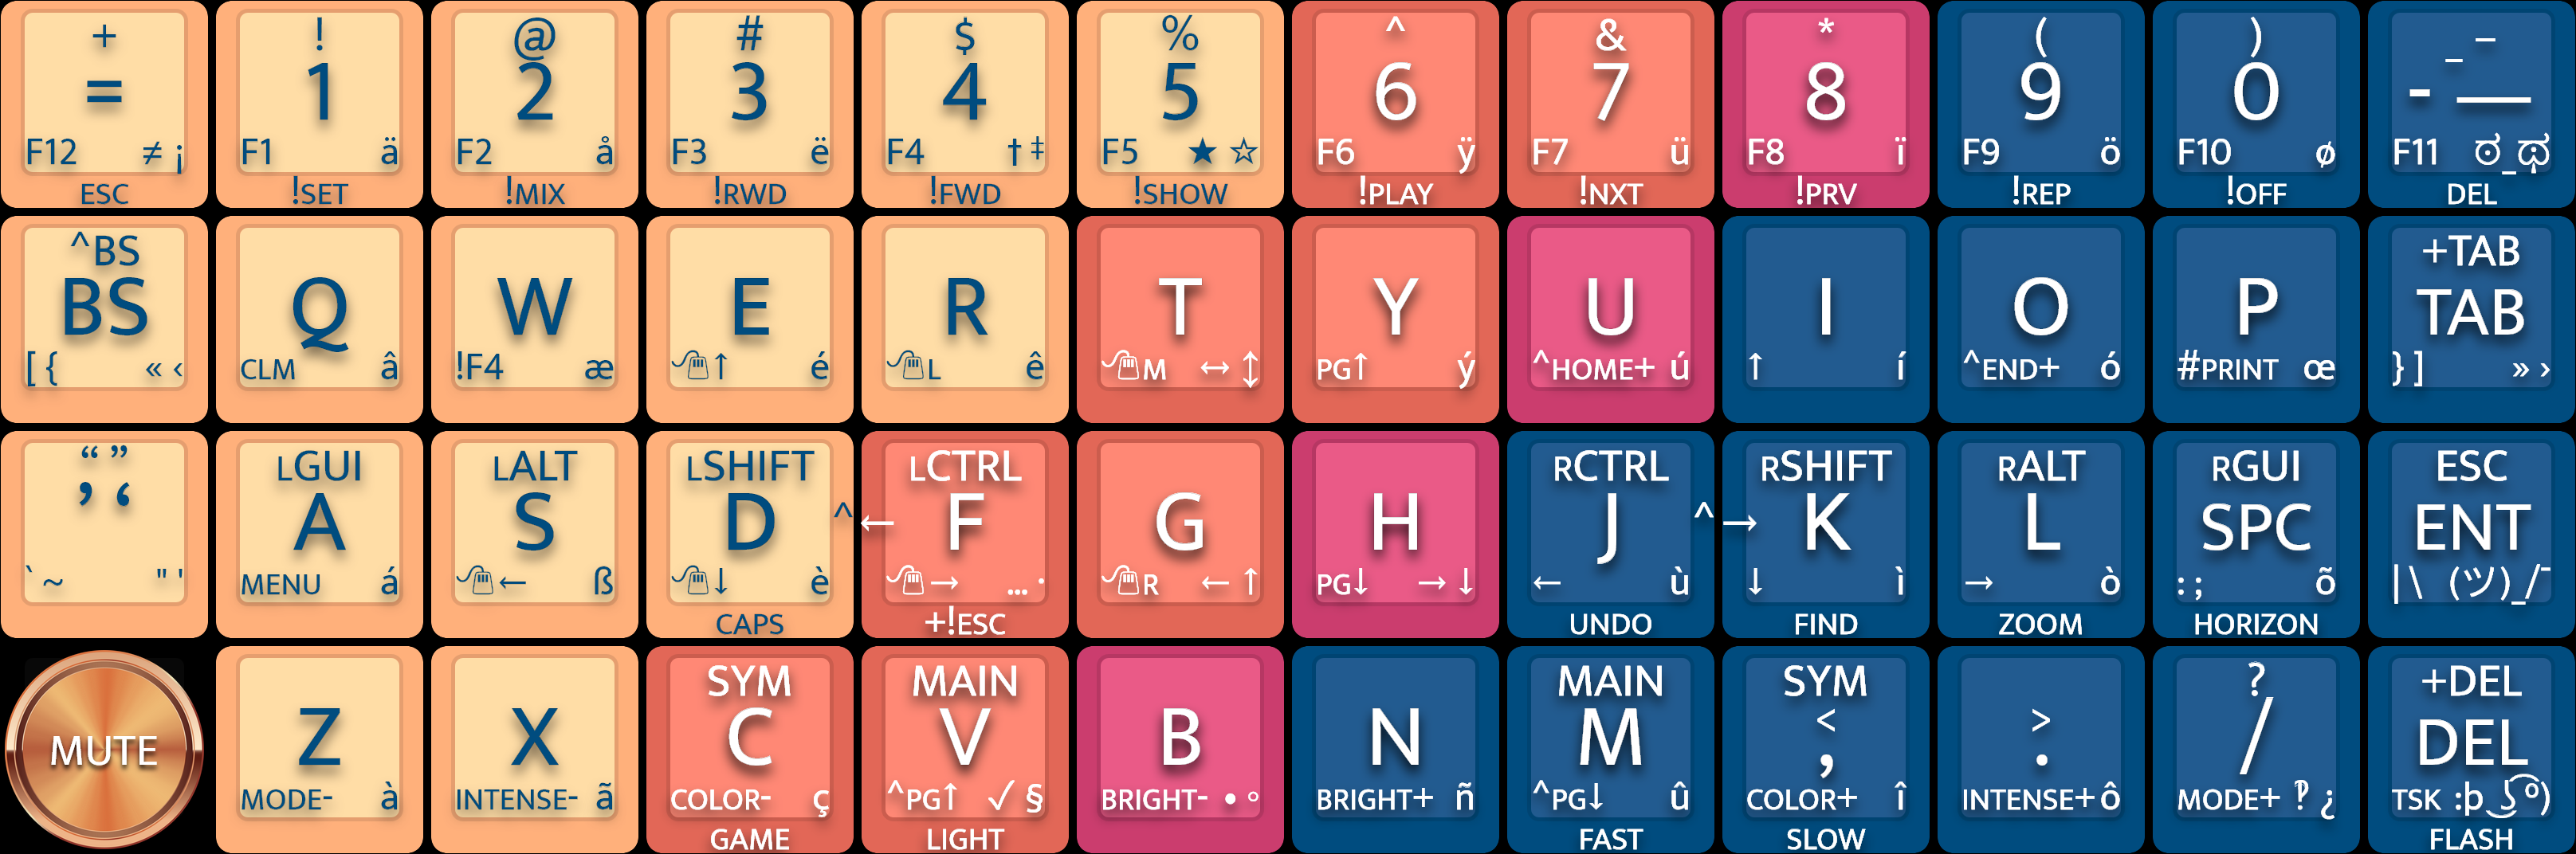 + ! @ # $ % ^ & * ( ) _ –
= 1 2 3 4 5 6 7 8 9 0 - —
F12 ≠ ¡ F1 ä F2 å F3 ë F4 † ‡ F5 ★ ☆ F6 ÿ F7 ü F8 ï F9 ö F10 ø F11 ಠ_ಥ
ESC !SET !MIX !RWD !FWD !SHOW !PLAY !NXT !PRV !REP !OFF DEL
^BS +TAB
BS Q W E R T Y U I O P TAB
[ { « ‹ CLM â !F4 æ 🖱↑ é 🖱L ê 🖱M ↔ ↕ PG↑ ý ^HOME+ ú ↑ í ^END+ ó #PRINT œ } ] » ›
“ ” LGUI LALT LSHIFT LCTRL RCTRL RSHIFT RALT RGUI ESC
’ ‘ A S D ^← F G H J ^→ K L SPC ENT
` ~ " ' MENU á 🖱← ß 🖱↓ è 🖱→ … · 🖱R ← ↑ PG↓ → ↓ ← ù ↓ ì → ò : ; õ | \ (ツ)_/¯
CAPS +!ESC UNDO FIND ZOOM HORIZON
SYM MAIN MAIN SYM ? +DEL
< >
MUTE Z X C V B N M , . / DEL
MODE- à INTENSE- ã COLOR- ç ^PG↑ ✓ § BRIGHT- • ◦ BRIGHT+ ñ ^PG↓ û COLOR+ î INTENSE+ ô MODE+ ‽ ¿ TSK :þ ͜ʖ ͡º)
GAME LIGHT FAST SLOW FLASH